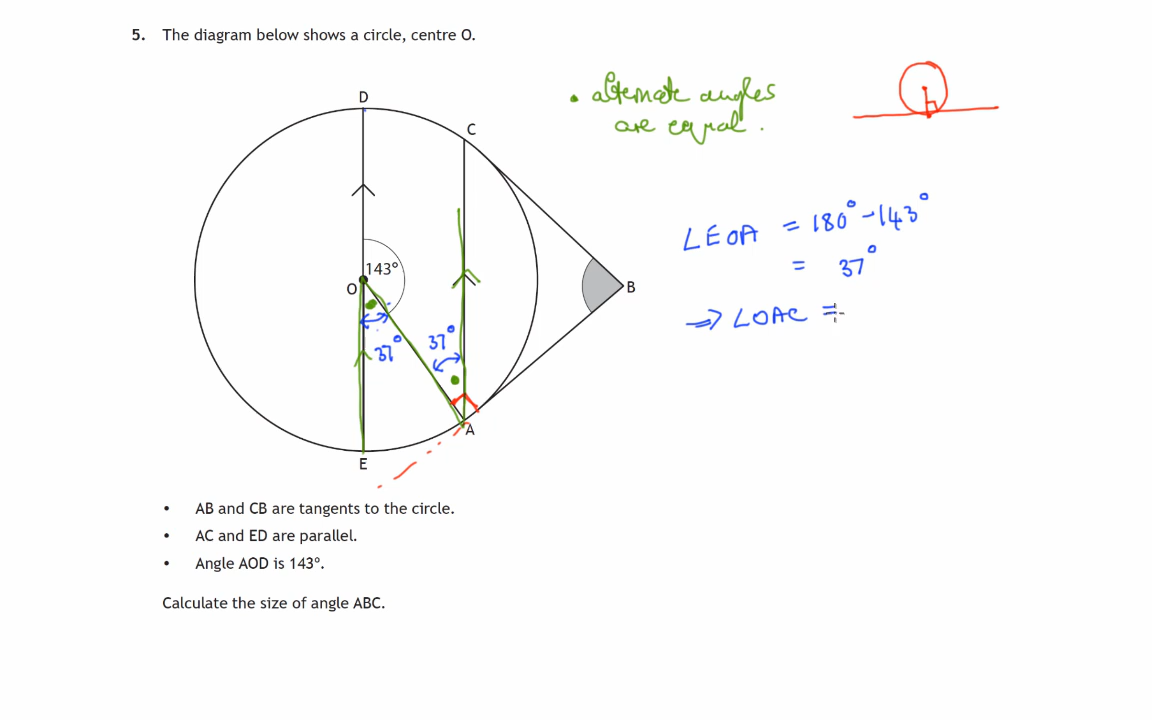 5. The diagram below shows a circle, centre O.
D
C
• alternate angles
are equal.
143°
O
B
37°
37°
A
E
∠EOA = 180° - 143°
= 37°
⇒ ∠OAC =
• AB and CB are tangents to the circle.
• AC and ED are parallel.
• Angle AOD is 143°.
Calculate the size of angle ABC.